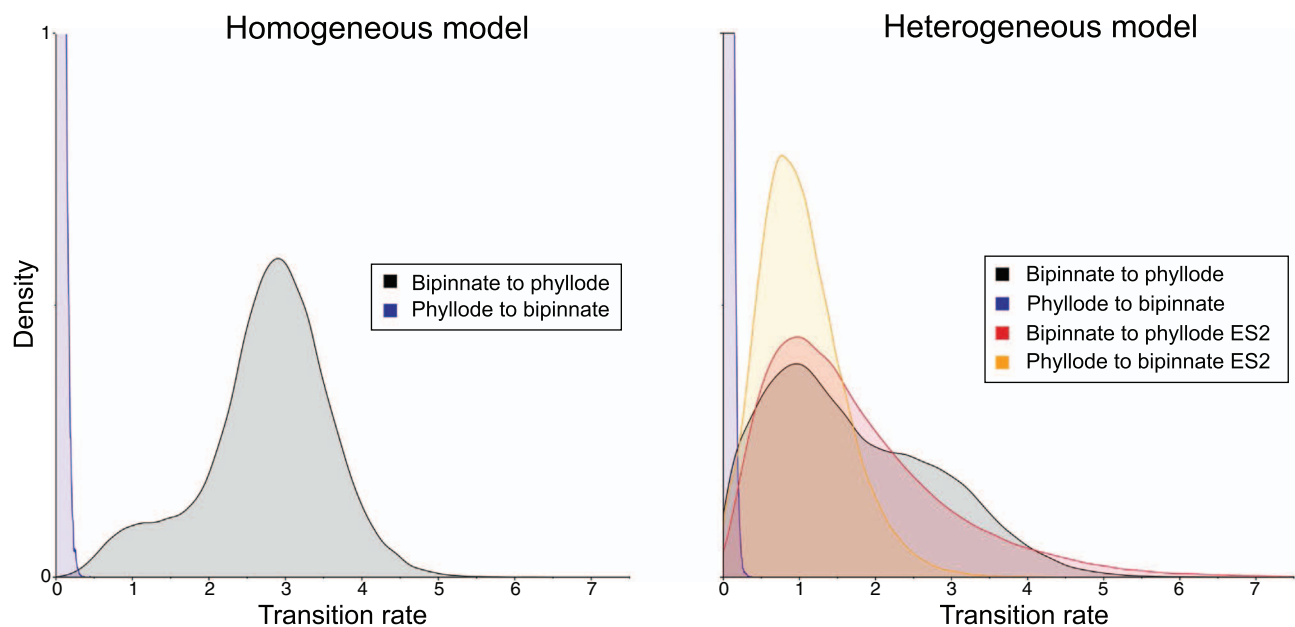 Homogeneous model
Heterogeneous model
1
Density
0
Bipinnate to phyllode
Phyllode to bipinnate
0 1 2 3 4 5 6 7
Transition rate
Bipinnate to phyllode
Phyllode to bipinnate
Bipinnate to phyllode ES2
Phyllode to bipinnate ES2
0 1 2 3 4 5 6 7
Transition rate